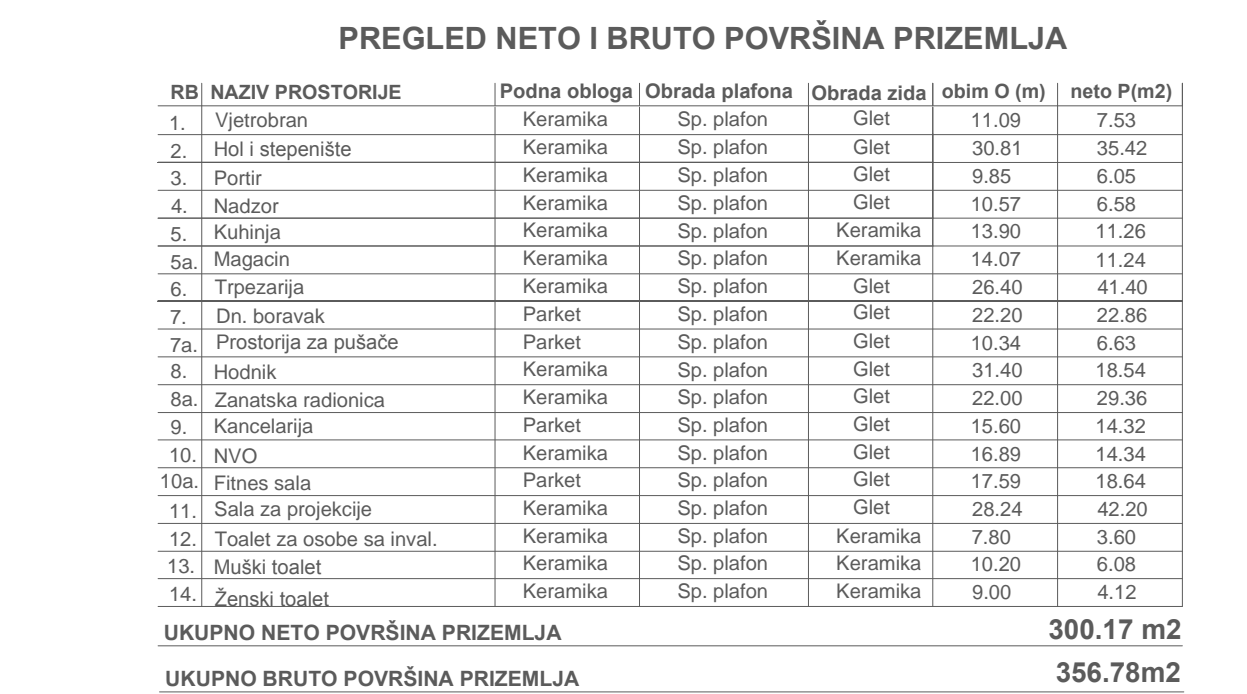 PREGLED NETO I BRUTO POVRŠINA PRIZEMLJA
RB NAZIV PROSTORIJE Podna obloga Obrada plafona Obrada zida obim O (m) neto P(m2)
1. Vjetrobran Keramika Sp. plafon Glet 11.09 7.53
2. Hol i stepenište Keramika Sp. plafon Glet 30.81 35.42
3. Portir Keramika Sp. plafon Glet 9.85 6.05
4. Nadzor Keramika Sp. plafon Glet 10.57 6.58
5. Kuhinja Keramika Sp. plafon Keramika 13.90 11.26
5a. Magacin Keramika Sp. plafon Keramika 14.07 11.24
6. Trpezarija Keramika Sp. plafon Glet 26.40 41.40
7. Dn. boravak Parket Sp. plafon Glet 22.20 22.86
7a. Prostorija za pušače Parket Sp. plafon Glet 10.34 6.63
8. Hodnik Keramika Sp. plafon Glet 31.40 18.54
8a. Zanatska radionica Keramika Sp. plafon Glet 22.00 29.36
9. Kancelarija Parket Sp. plafon Glet 15.60 14.32
10. NVO Keramika Sp. plafon Glet 16.89 14.34
10a. Fitnes sala Parket Sp. plafon Glet 17.59 18.64
11. Sala za projekcije Keramika Sp. plafon Glet 28.24 42.20
12. Toalet za osobe sa inval. Keramika Sp. plafon Keramika 7.80 3.60
13. Muški toalet Keramika Sp. plafon Keramika 10.20 6.08
14. Ženski toalet Keramika Sp. plafon Keramika 9.00 4.12
UKUPNO NETO POVRŠINA PRIZEMLJA 300.17 m2
UKUPNO BRUTO POVRŠINA PRIZEMLJA 356.78m2